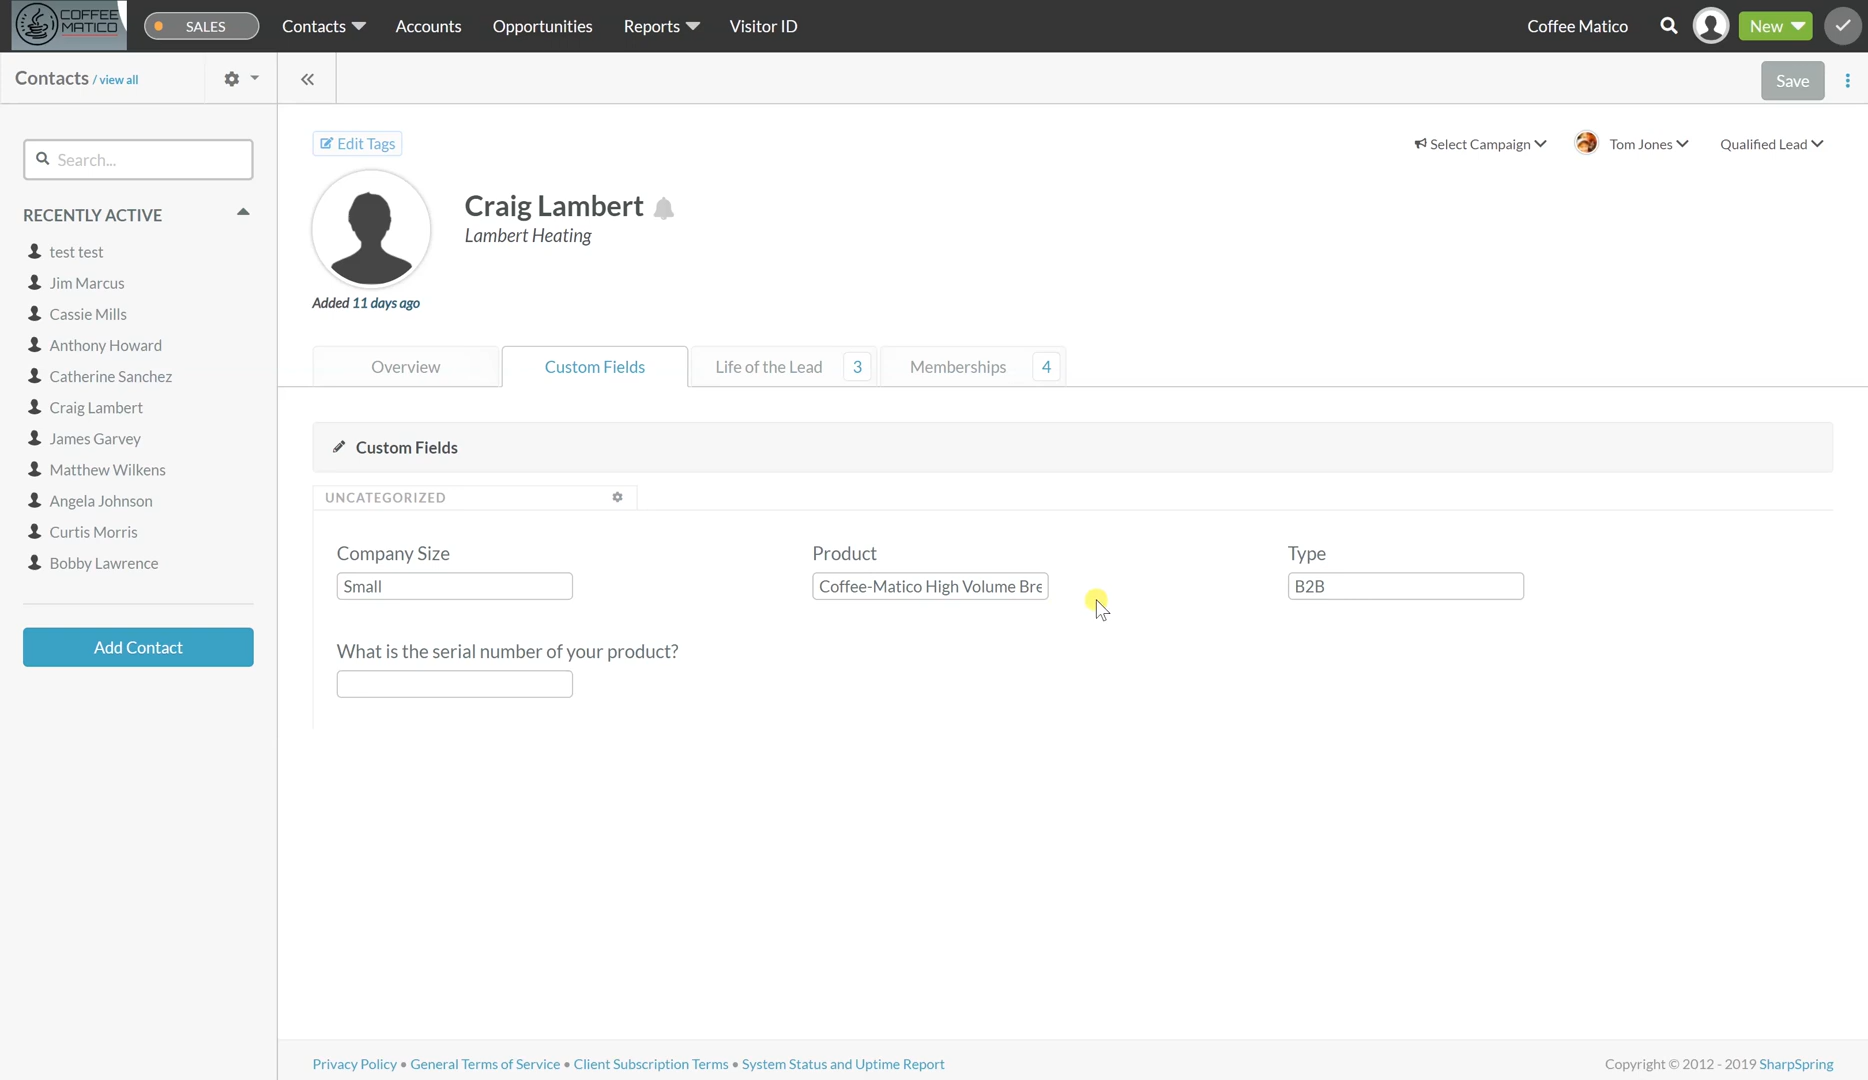 COFFEE
MATICO
SALES
Contacts
Accounts
Opportunities
Reports
Visitor ID
Coffee Matico
New
Contacts / view all
Save
Search...
Edit Tags
Select Campaign
Tom Jones
Qualified Lead
RECENTLY ACTIVE
test test
Jim Marcus
Cassie Mills
Anthony Howard
Catherine Sanchez
Craig Lambert
James Garvey
Matthew Wilkens
Angela Johnson
Curtis Morris
Bobby Lawrence
Add Contact
Craig Lambert
Lambert Heating
Added 11 days ago
Overview
Custom Fields
Life of the Lead 3
Memberships 4
Custom Fields
UNCATEGORIZED
Company Size
Small
Product
Coffee-Matico High Volume Bre
Type
B2B
What is the serial number of your product?
Privacy Policy • General Terms of Service • Client Subscription Terms • System Status and Uptime Report
Copyright © 2012 - 2019 SharpSpring